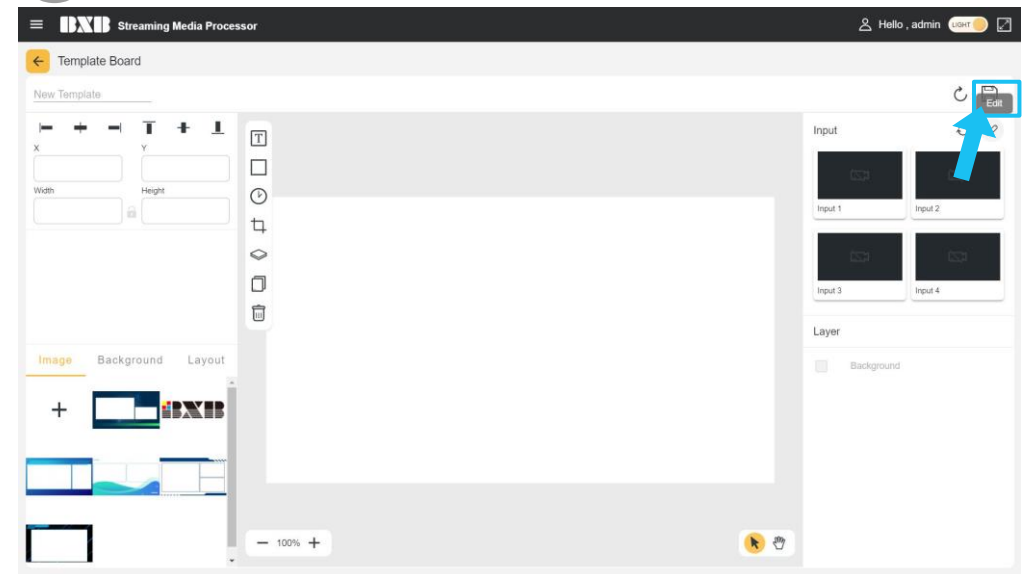 BXB Streaming Media Processor
Hello , admin LIGHT
Template Board
New Template
Edit
X Y
Width Height
T
Input
Input 1 Input 2
Input 3 Input 4
Layer
Background
Image Background Layout
BXB
100%